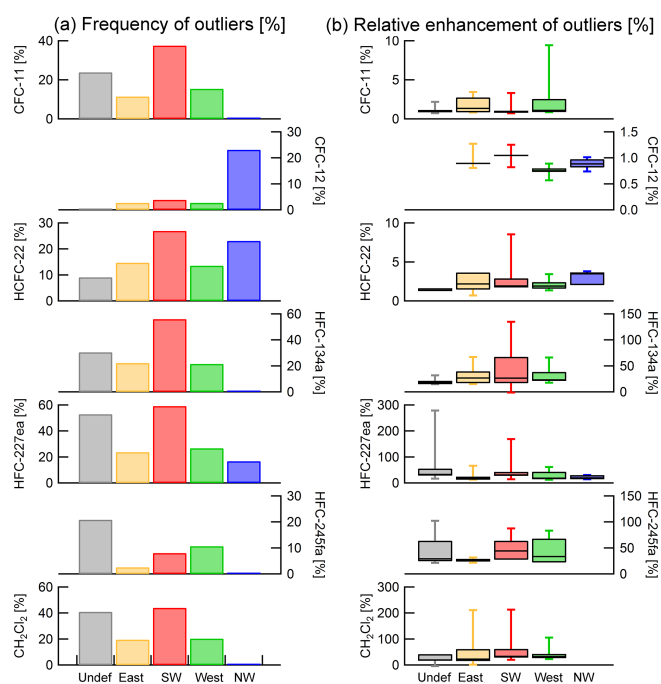 (a) Frequency of outliers [%]
(b) Relative enhancement of outliers [%]
CFC-11 [%]
40
20
0
CFC-12 [%]
30
20
10
0
HCFC-22 [%]
30
20
10
0
HFC-134a [%]
60
40
20
0
HFC-227ea [%]
60
40
20
0
HFC-245fa [%]
30
20
10
0
CH₂Cl₂ [%]
60
40
20
0
Undef East SW West NW
CFC-11 [%]
10
5
0
CFC-12 [%]
1.5
1.0
0.5
0.0
HCFC-22 [%]
10
5
0
HFC-134a [%]
150
100
50
0
HFC-227ea [%]
300
200
100
0
HFC-245fa [%]
150
100
50
0
CH₂Cl₂ [%]
300
200
100
0
Undef East SW West NW